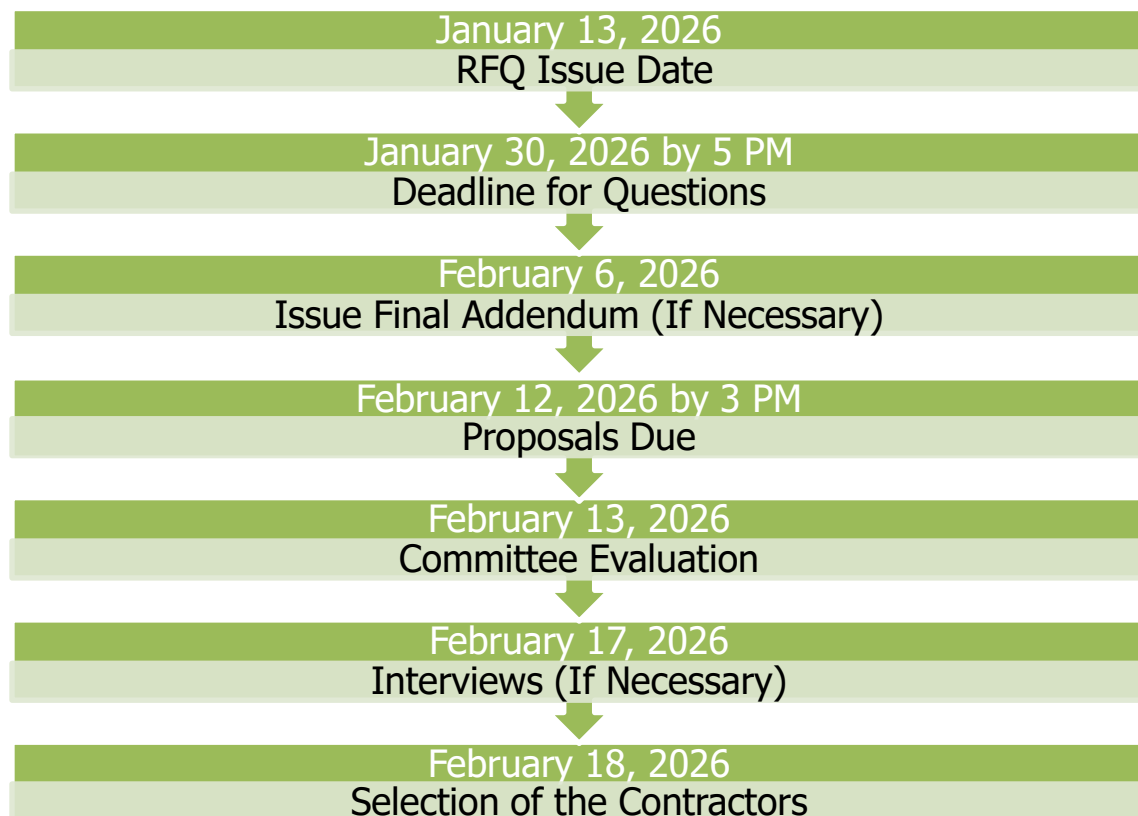 January 13, 2026
RFQ Issue Date
January 30, 2026 by 5 PM
Deadline for Questions
February 6, 2026
Issue Final Addendum (If Necessary)
February 12, 2026 by 3 PM
Proposals Due
February 13, 2026
Committee Evaluation
February 17, 2026
Interviews (If Necessary)
February 18, 2026
Selection of the Contractors